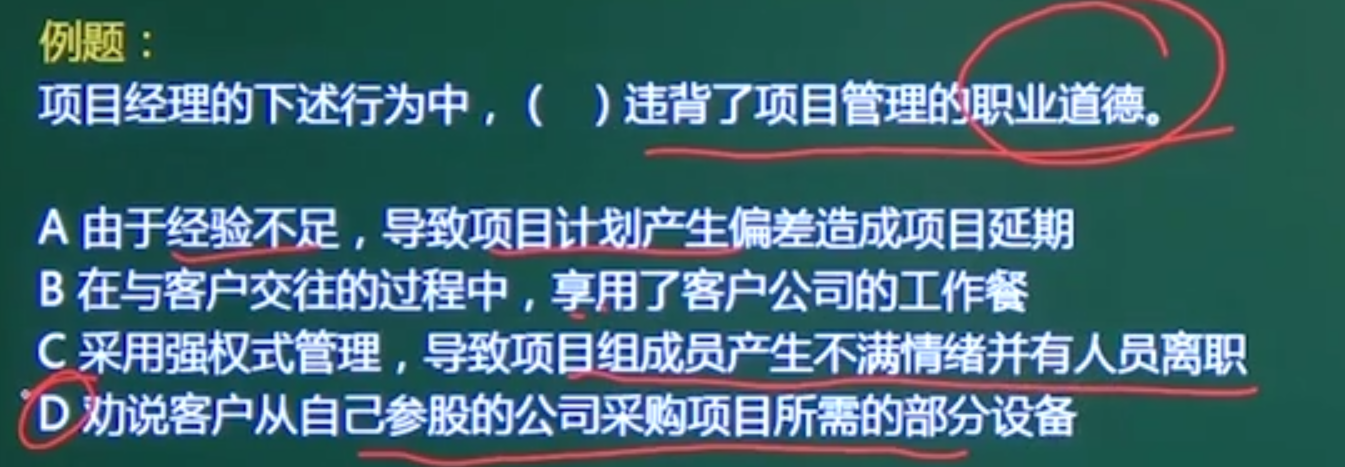 例题：
项目经理的下述行为中，（ ）违背了项目管理的职业道德。
A 由于经验不足，导致项目计划产生偏差造成项目延期
B 在与客户交往的过程中，享用了客户公司的工作餐
C 采用强权式管理，导致项目组成员产生不满情绪并有人员离职
D 劝说客户从自己参股的公司采购项目所需的部分设备